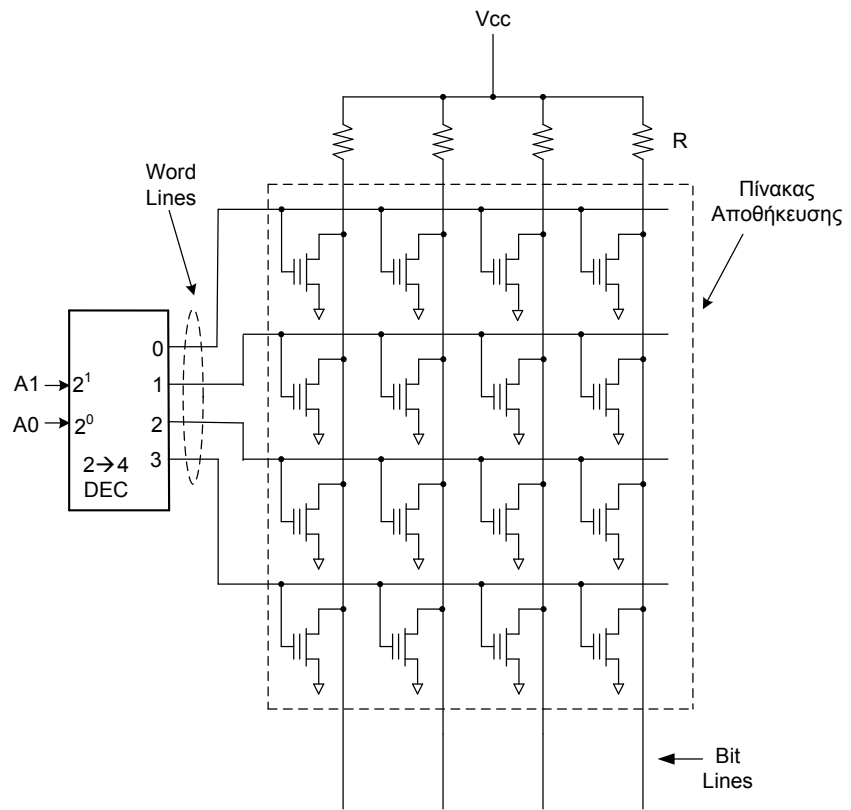 Vcc
R
Word
Lines
Πίνακας
Αποθήκευσης
0
A1
2¹
1
A0
2⁰
2
3
2→4
DEC
Bit
Lines